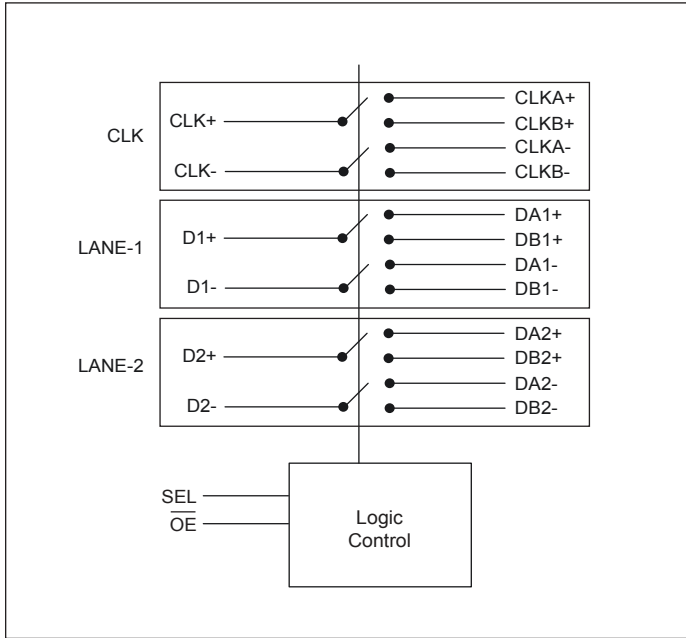 CLK
CLK+
CLK-
CLKA+
CLKB+
CLKA-
CLKB-
LANE-1
D1+
D1-
DA1+
DB1+
DA1-
DB1-
LANE-2
D2+
D2-
DA2+
DB2+
DA2-
DB2-
SEL
O̅E̅
Logic
Control